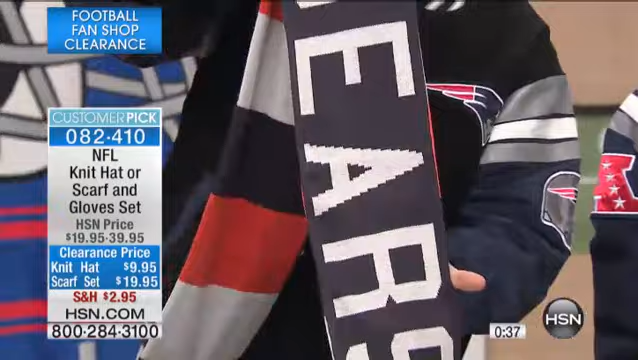 FOOTBALL
FAN SHOP
CLEARANCE
CUSTOMER PICK
082-410
NFL
Knit Hat or
Scarf and
Gloves Set
HSN Price
$19.95-39.95
Clearance Price
Knit Hat $9.95
Scarf Set $19.95
S&H $2.95
HSN.COM
800-284-3100
EARS
0:37
HSN